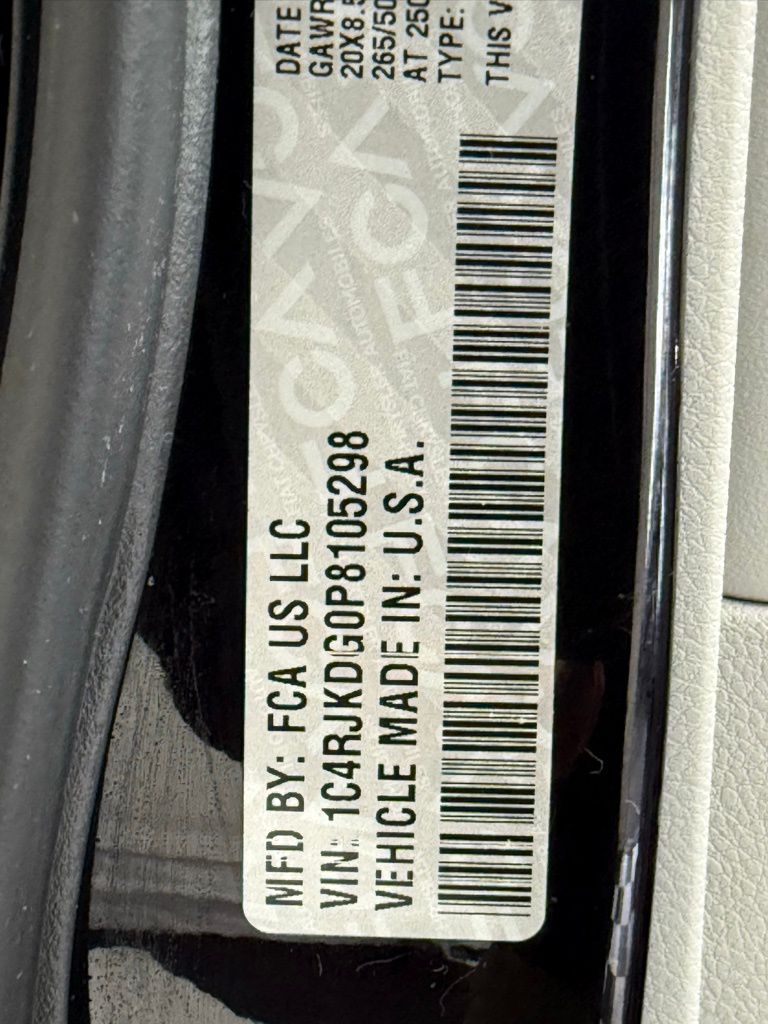 MFD BY: FCA US LLC
VIN: 1C4RJKDG0P8105298
VEHICLE MADE IN: U.S.A.
DATE
GAWR
20X8.5
265/50
AT 250
TYPE:
THIS V
FCA